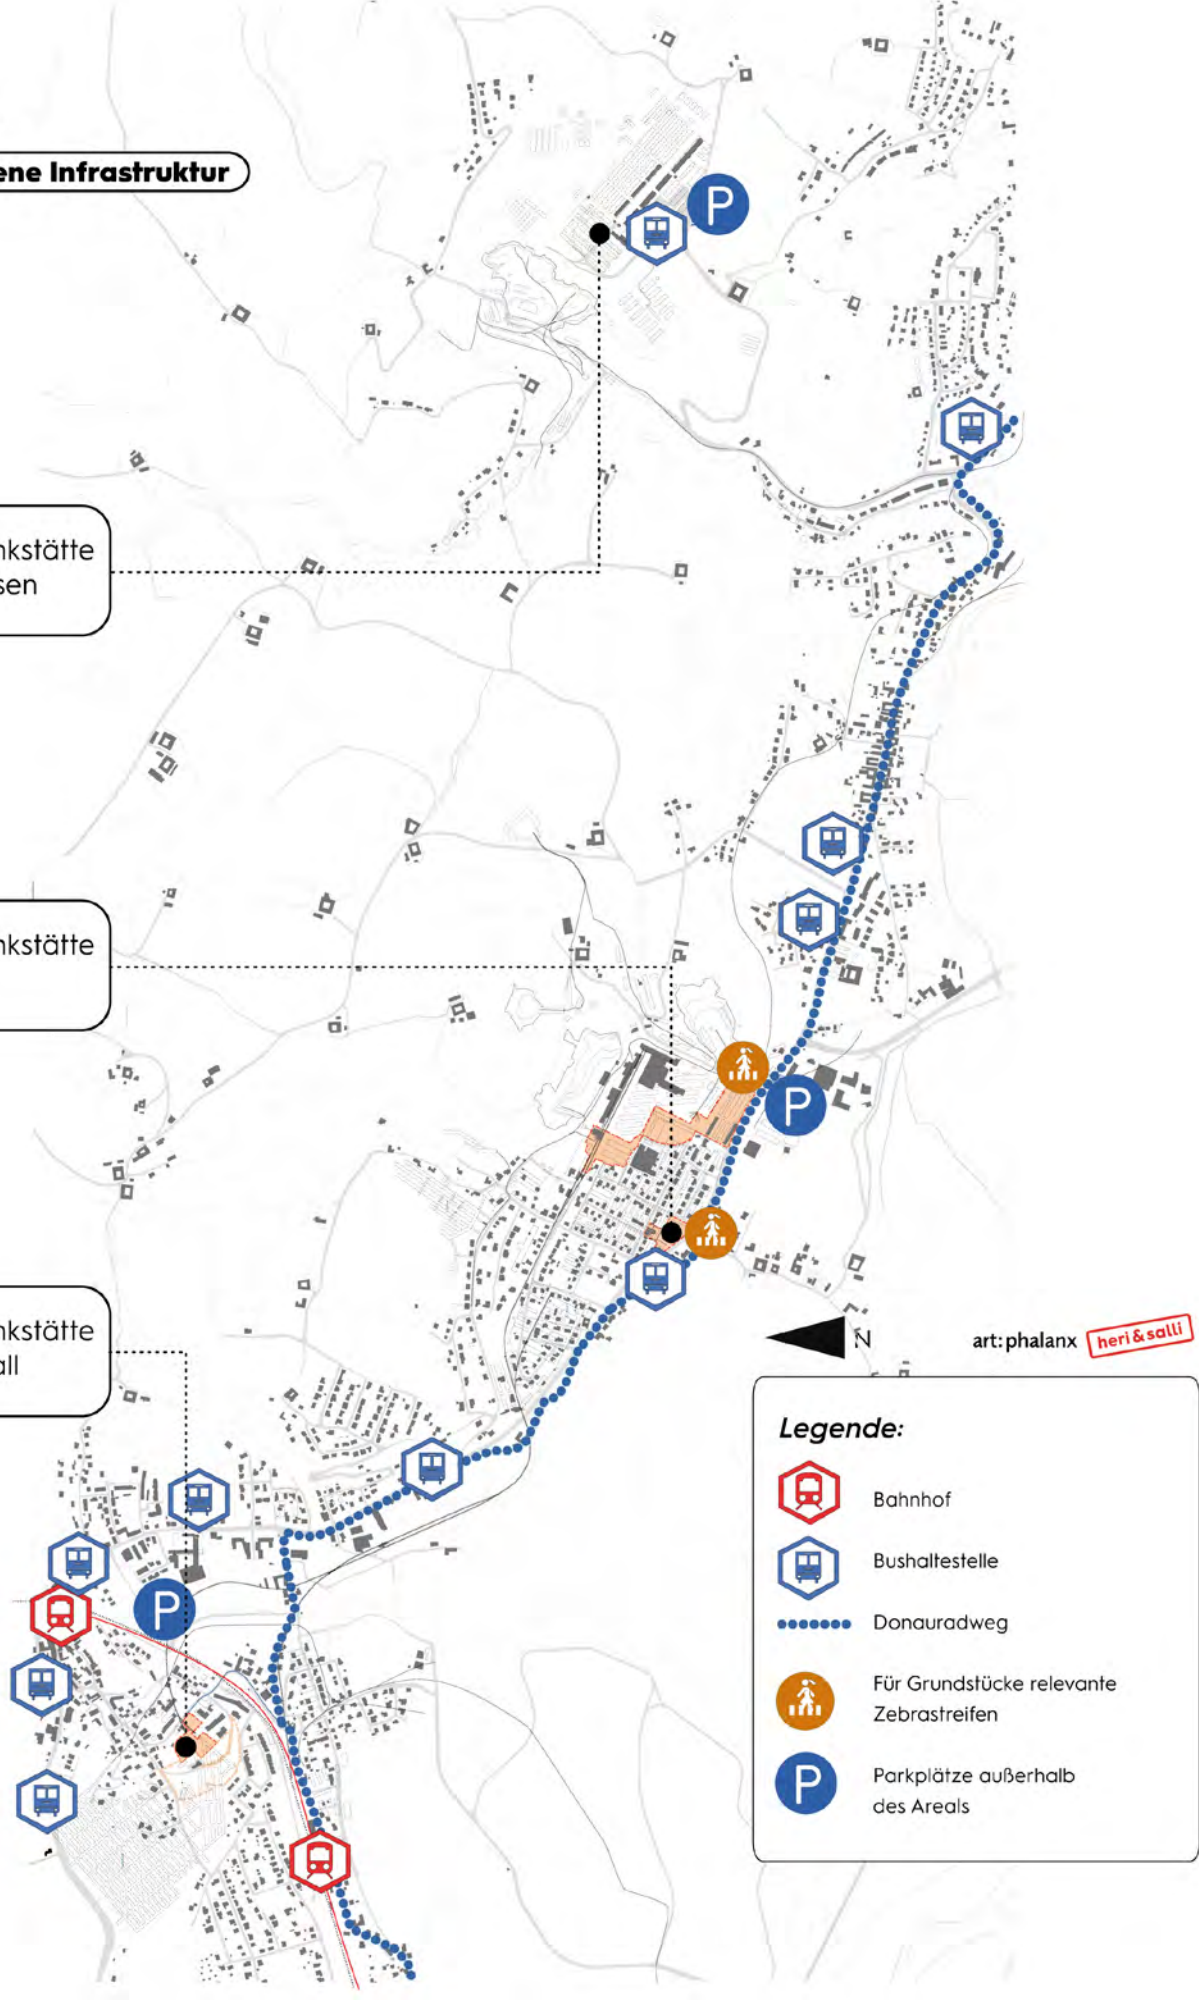 ene Infrastruktur
P
nkstätte
sen
nkstätte
P
nkstätte
all
N
art:phalanx heri&salli
Legende:
Bahnhof
Bushaltestelle
P
Donauradweg
Für Grundstücke relevante
Zebrastreifen
P
Parkplätze außerhalb
des Areals